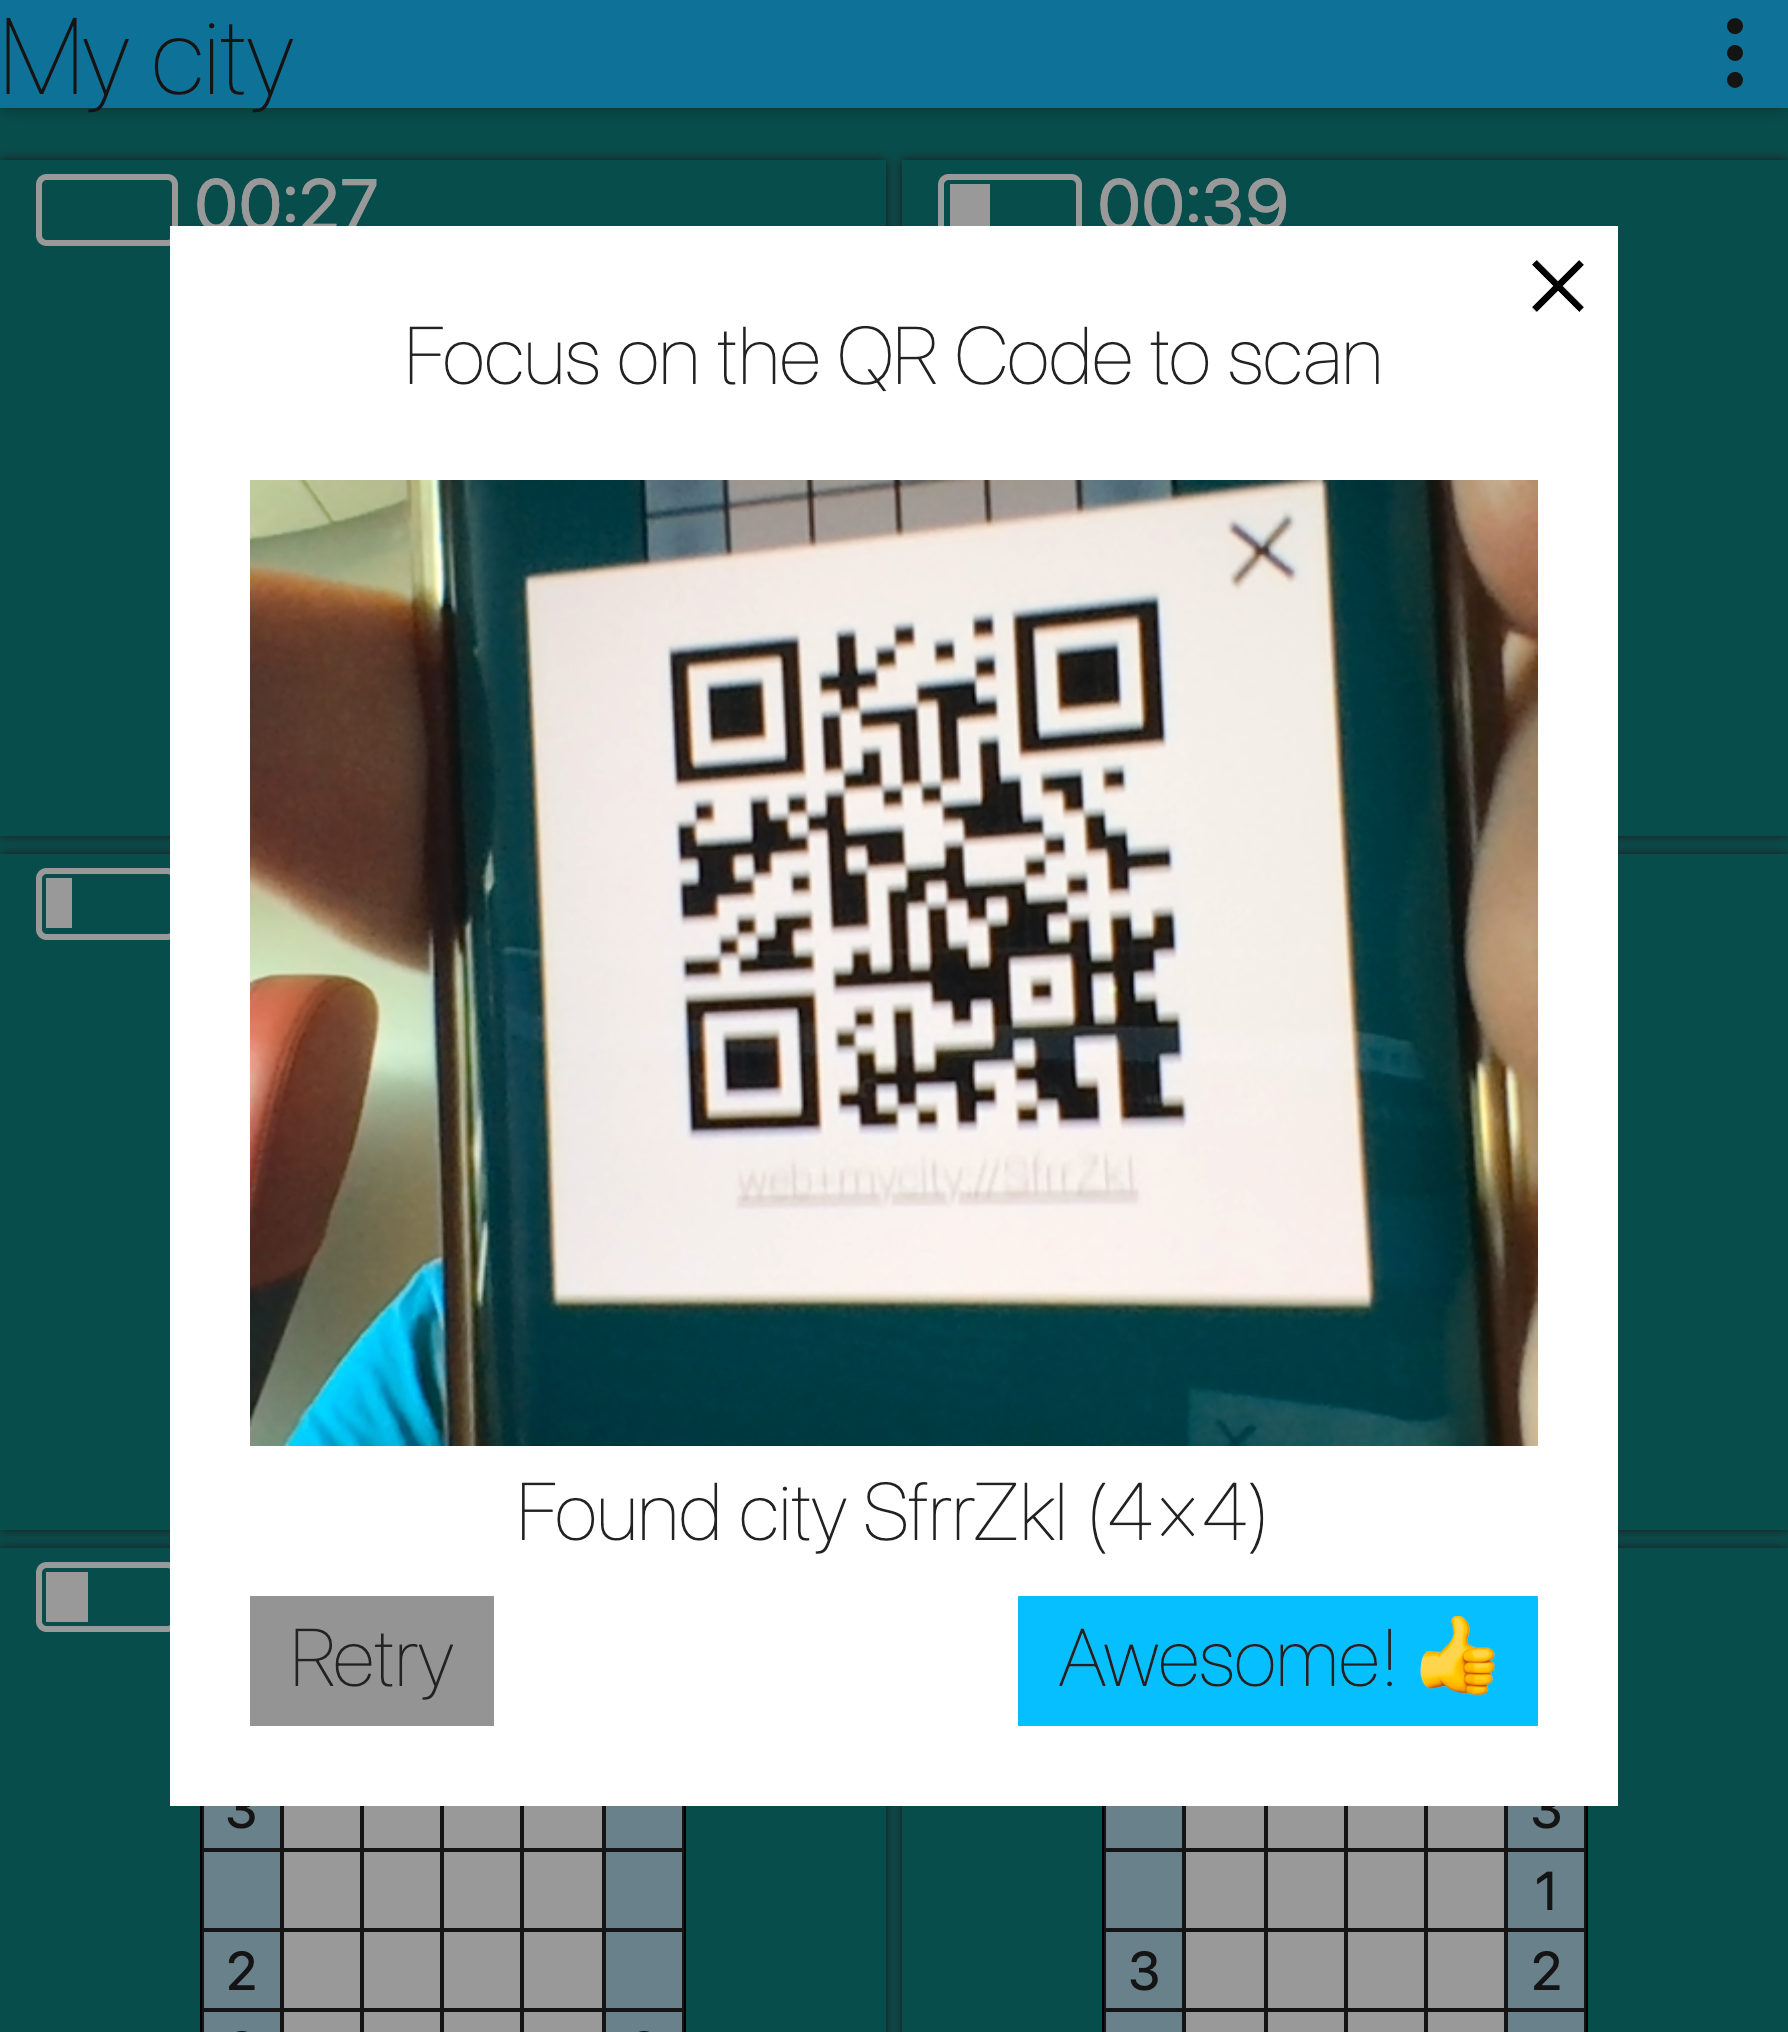 My city
00:27
00:39
Focus on the QR Code to scan
web+mycity://SfrrZkl
Found city SfrrZkl (4×4)
Retry
Awesome! 👍
3
3
1
2
3
2